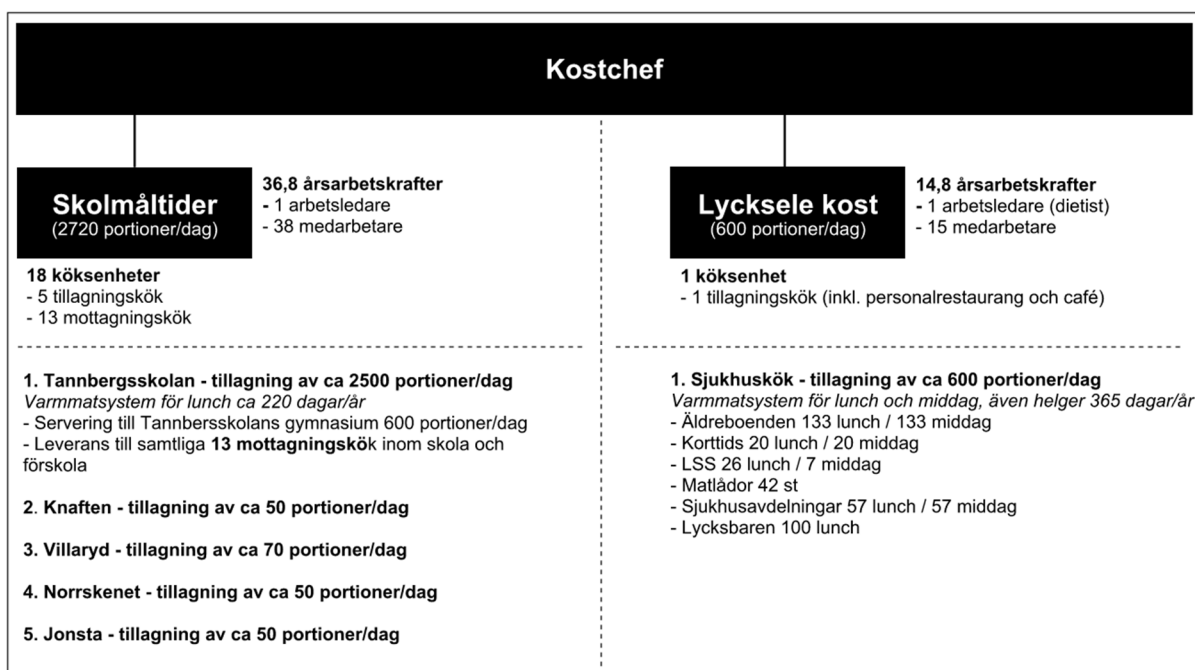 Kostchef
Skolmåltider
(2720 portioner/dag)
36,8 årsarbetskrafter
- 1 arbetsledare
- 38 medarbetare
18 köksenheter
- 5 tillagningskök
- 13 mottagningskök
1. Tannbergsskolan - tillagning av ca 2500 portioner/dag
Varmmatsystem för lunch ca 220 dagar/år
- Servering till Tannbersskolans gymnasium 600 portioner/dag
- Leverans till samtliga 13 mottagningskök inom skola och
förskola
2. Knaften - tillagning av ca 50 portioner/dag
3. Villaryd - tillagning av ca 70 portioner/dag
4. Norrskenet - tillagning av ca 50 portioner/dag
5. Jonsta - tillagning av ca 50 portioner/dag
Lycksele kost
(600 portioner/dag)
14,8 årsarbetskrafter
- 1 arbetsledare (dietist)
- 15 medarbetare
1 köksenhet
- 1 tillagningskök (inkl. personalrestaurang och café)
1. Sjukhuskök - tillagning av ca 600 portioner/dag
Varmmatsystem för lunch och middag, även helger 365 dagar/år
- Äldreboenden 133 lunch / 133 middag
- Korttids 20 lunch / 20 middag
- LSS 26 lunch / 7 middag
- Matlådor 42 st
- Sjukhusavdelningar 57 lunch / 57 middag
- Lycksbaren 100 lunch